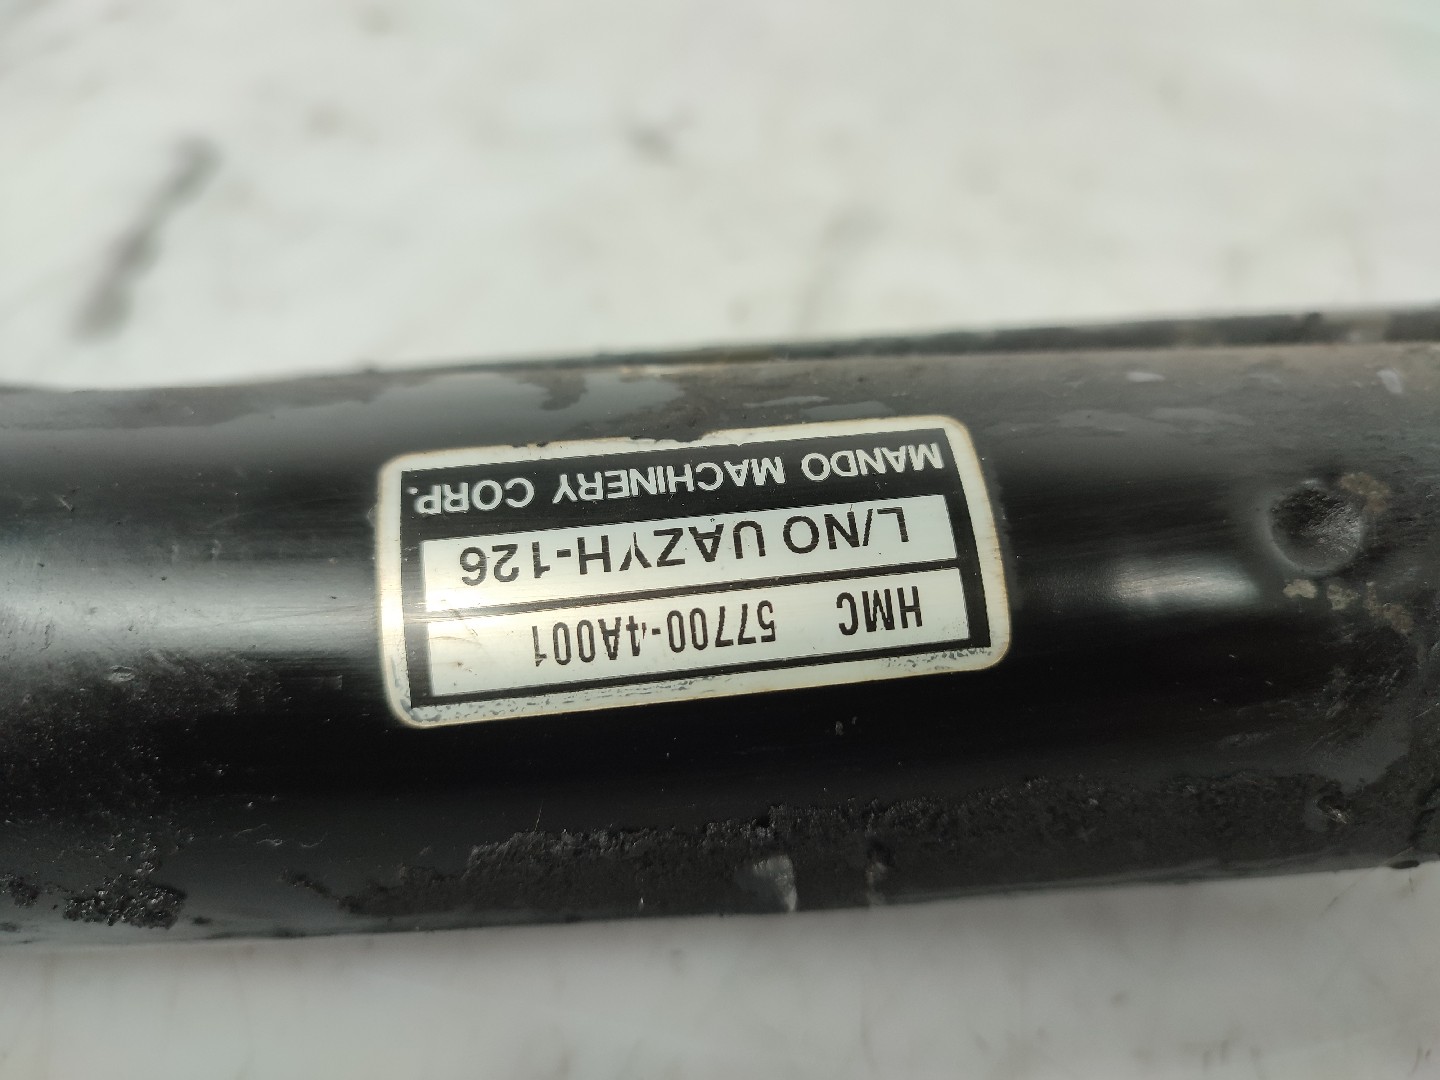 MANDO MACHINERY CORP.
L/NO UAZYH-126
HMC 57700-4A001